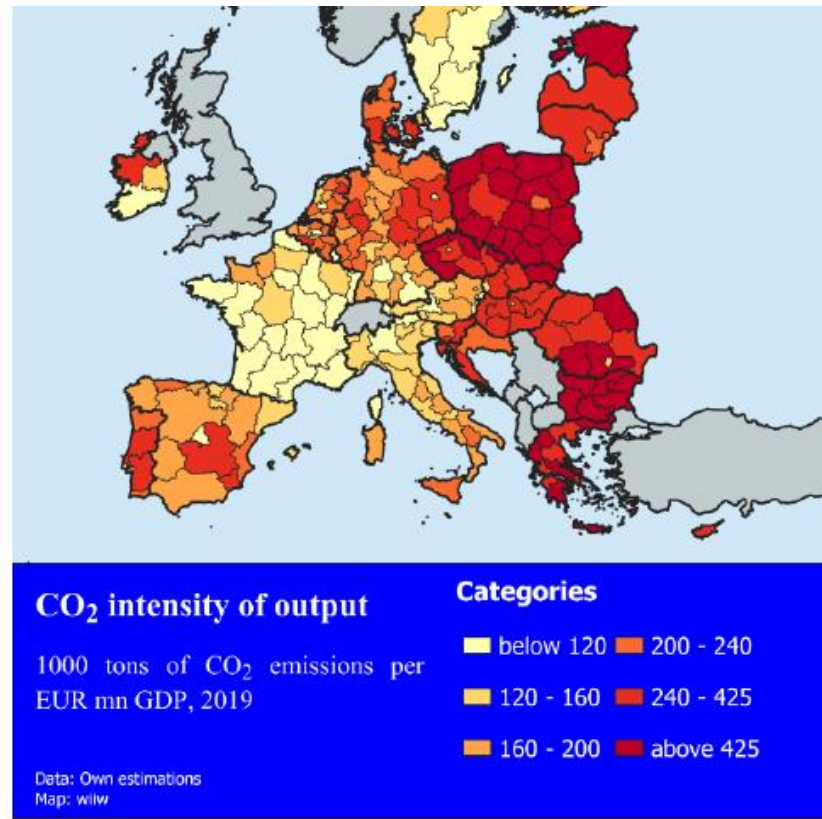 CO₂ intensity of output
1000 tons of CO₂ emissions per
EUR mn GDP, 2019
Data: Own estimations
Map: wiiw
Categories
below 120 200 - 240
120 - 160 240 - 425
160 - 200 above 425